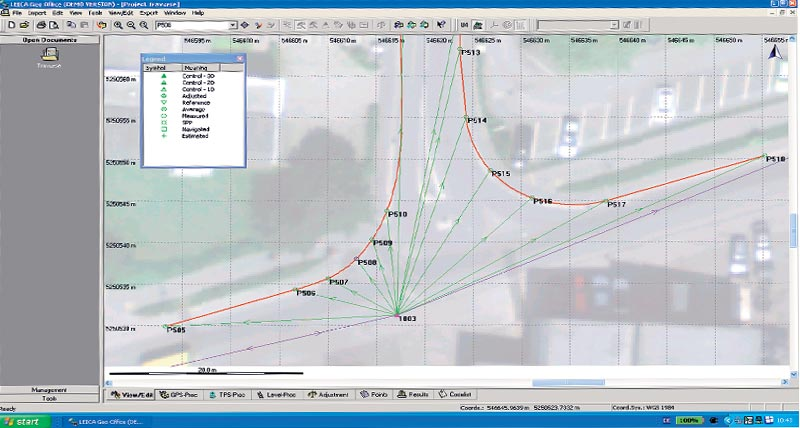 LEICA Geo Office (DEMO VERSION) - [Project Traverse]
File Import Edit View Tools View/Edit Export Window Help
P506
Open Documents
Traverse
Management
Tools
546595 m 546600 m 546605 m 546610 m 546615 m 546620 m 546625 m 546630 m 546635 m 546640 m 546645 m 546650 m 546655 m
Legend
Symbol Meaning
Control - 3D
Control - 2D
Control - 1D
Adjusted
Reference
Average
Measured
SPP
Navigated
Estimated
5250560
5250555
5250550
5250545
5250540
5250535
5250530
P513
P514
P518
P515
P516
P517
P510
P509
P508
P507
P506
1003
P505
20.0 m
View/Edit GPS-Proc TPS-Proc Level-Proc Adjustment Points Results Codelist
Ready
Coords.: 546645.9639 m 5250523.7332 m
Coord.Sys.: WGS 1984
start
LEICA Geo Office (DE...
DE
100%
10:43